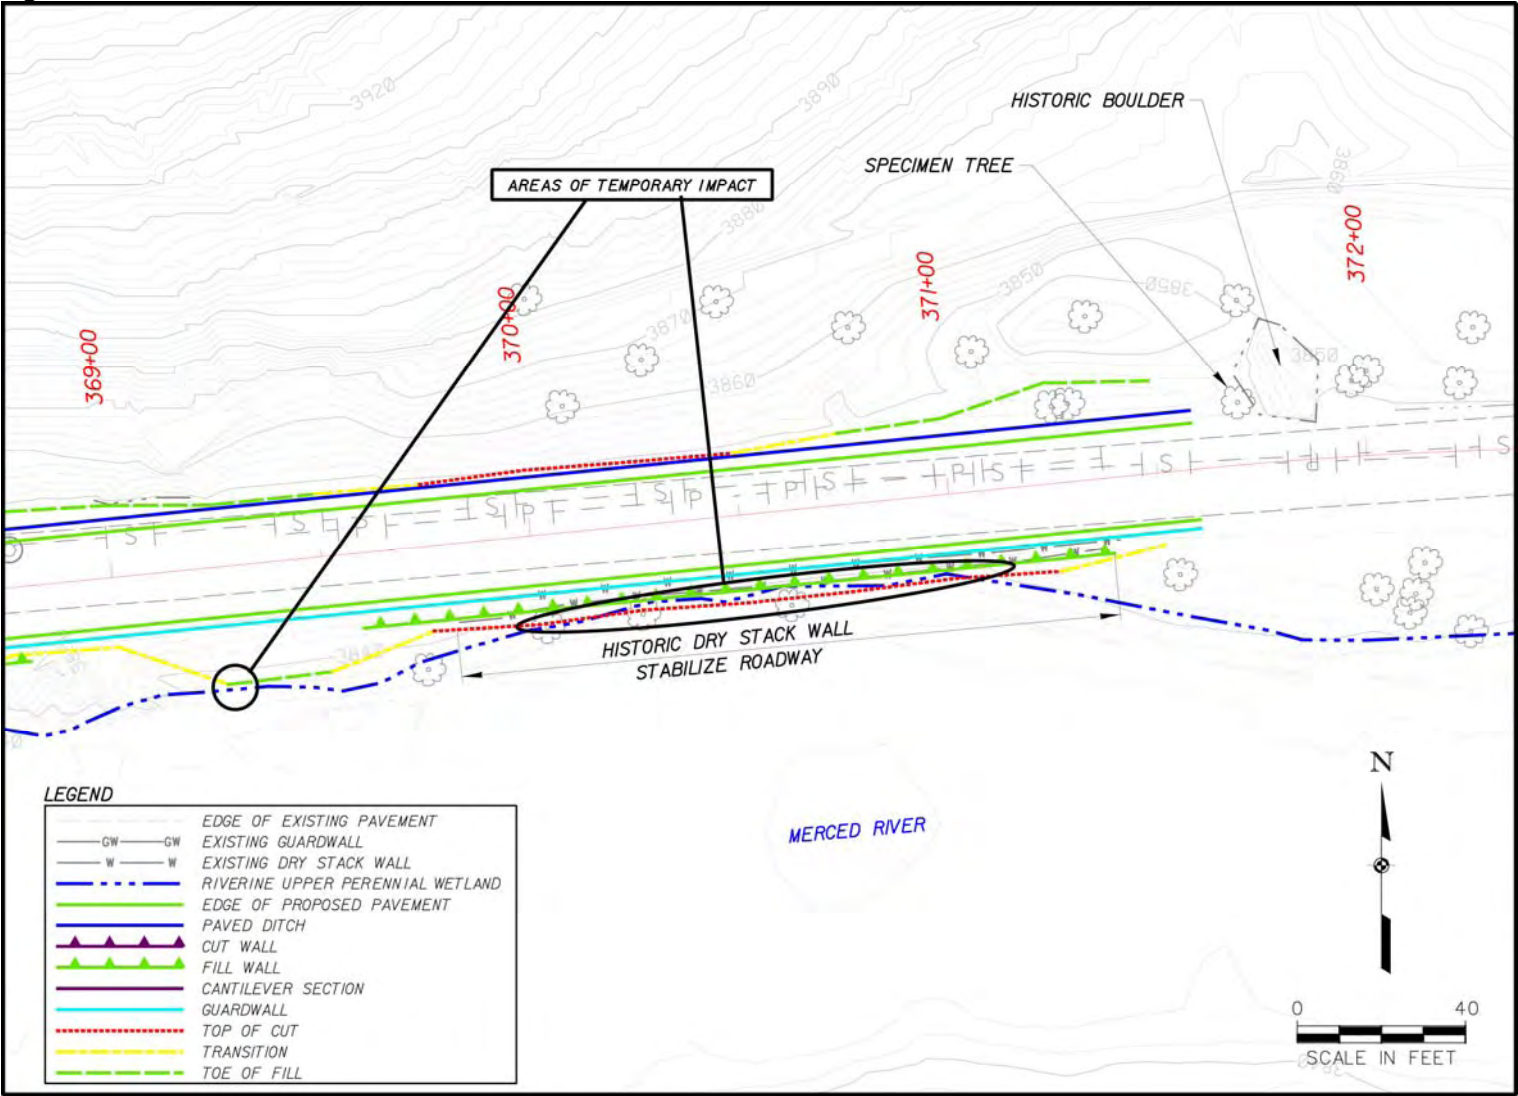 3920
3890
HISTORIC BOULDER
SPECIMEN TREE
3860
AREAS OF TEMPORARY IMPACT
3880
372+00
371+00
3850
3850
370+00
3870
369+00
3860
3850
HISTORIC DRY STACK WALL
STABILIZE ROADWAY
N
LEGEND
EDGE OF EXISTING PAVEMENT
GW GW EXISTING GUARDWALL
W W EXISTING DRY STACK WALL
RIVERINE UPPER PERENNIAL WETLAND
EDGE OF PROPOSED PAVEMENT
PAVED DITCH
CUT WALL
FILL WALL
CANTILEVER SECTION
GUARDWALL
TOP OF CUT
TRANSITION
TOE OF FILL
MERCED RIVER
0 40
SCALE IN FEET